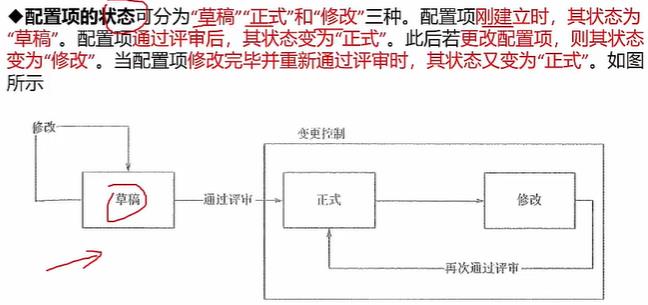 ◆配置项的状态可分为“草稿”“正式”和“修改”三种。配置项刚建立时，其状态为
“草稿”。配置项通过评审后，其状态变为“正式”。此后若更改配置项，则其状态
变为“修改”。当配置项修改完毕并重新通过评审时，其状态又变为“正式”。如图
所示
修改
变更控制
草稿
通过评审
正式
修改
再次通过评审